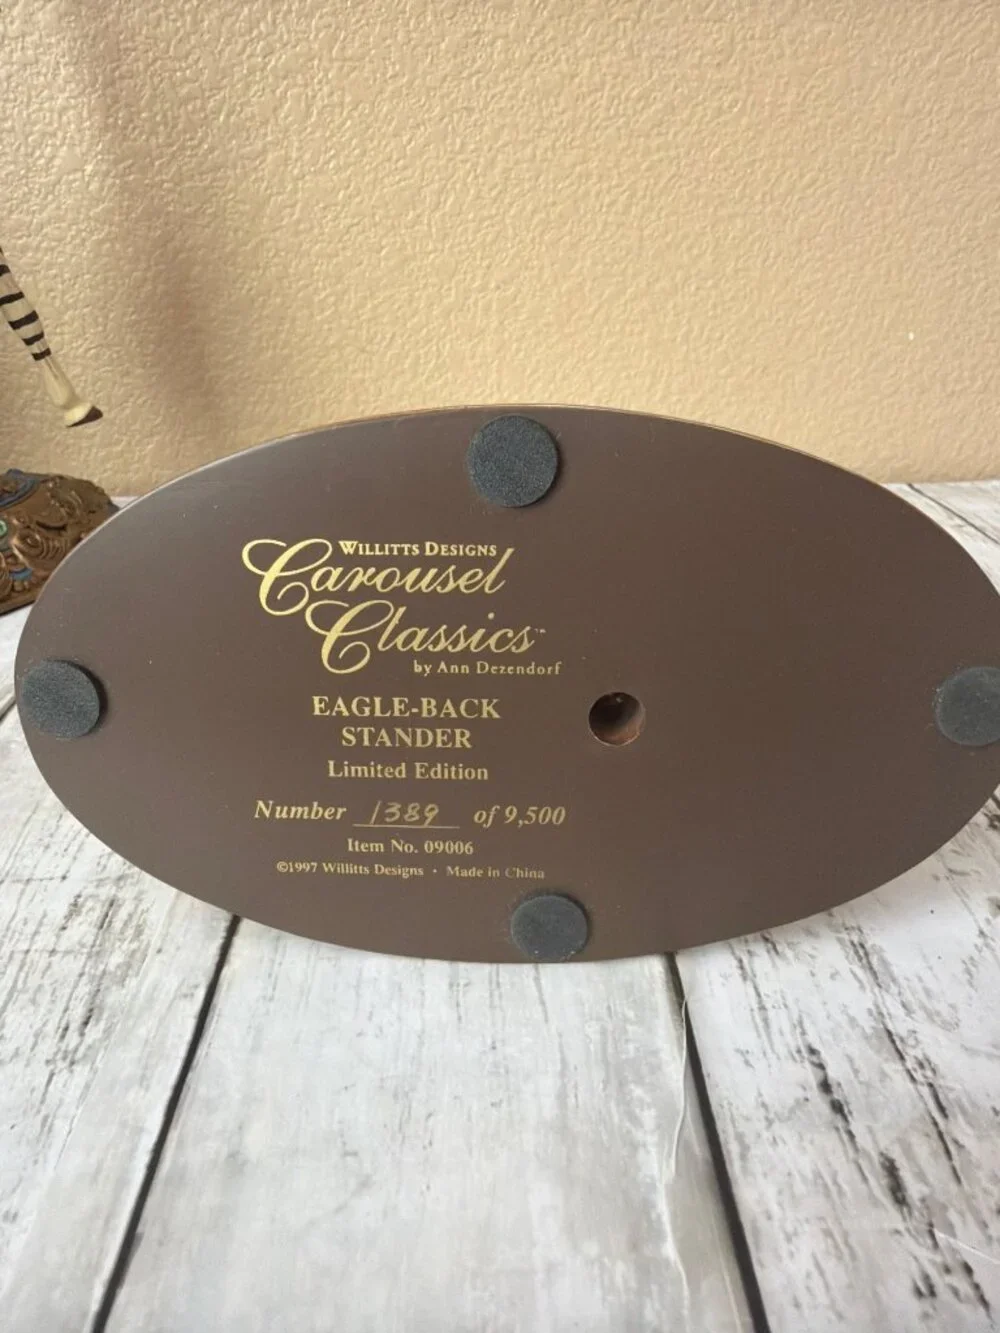 WILLITTS DESIGNS
Carousel
Classics™
by Ann Dezendorf
EAGLE-BACK
STANDER
Limited Edition
Number 1389 of 9,500
Item No. 09006
©1997 Willitts Designs • Made in China